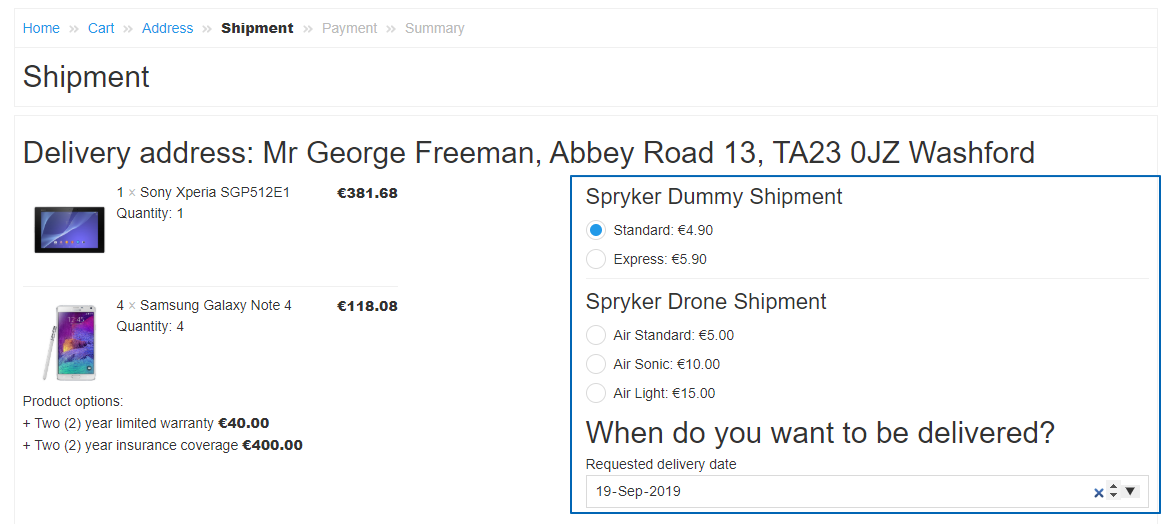 Home » Cart » Address » Shipment » Payment » Summary
Shipment
Delivery address: Mr George Freeman, Abbey Road 13, TA23 0JZ Washford
1 × Sony Xperia SGP512E1 €381.68
Quantity: 1
4 × Samsung Galaxy Note 4 €118.08
Quantity: 4
12:45
Product options:
+ Two (2) year limited warranty €40.00
+ Two (2) year insurance coverage €400.00
Spryker Dummy Shipment
Standard: €4.90
Express: €5.90
Spryker Drone Shipment
Air Standard: €5.00
Air Sonic: €10.00
Air Light: €15.00
When do you want to be delivered?
Requested delivery date
19-Sep-2019